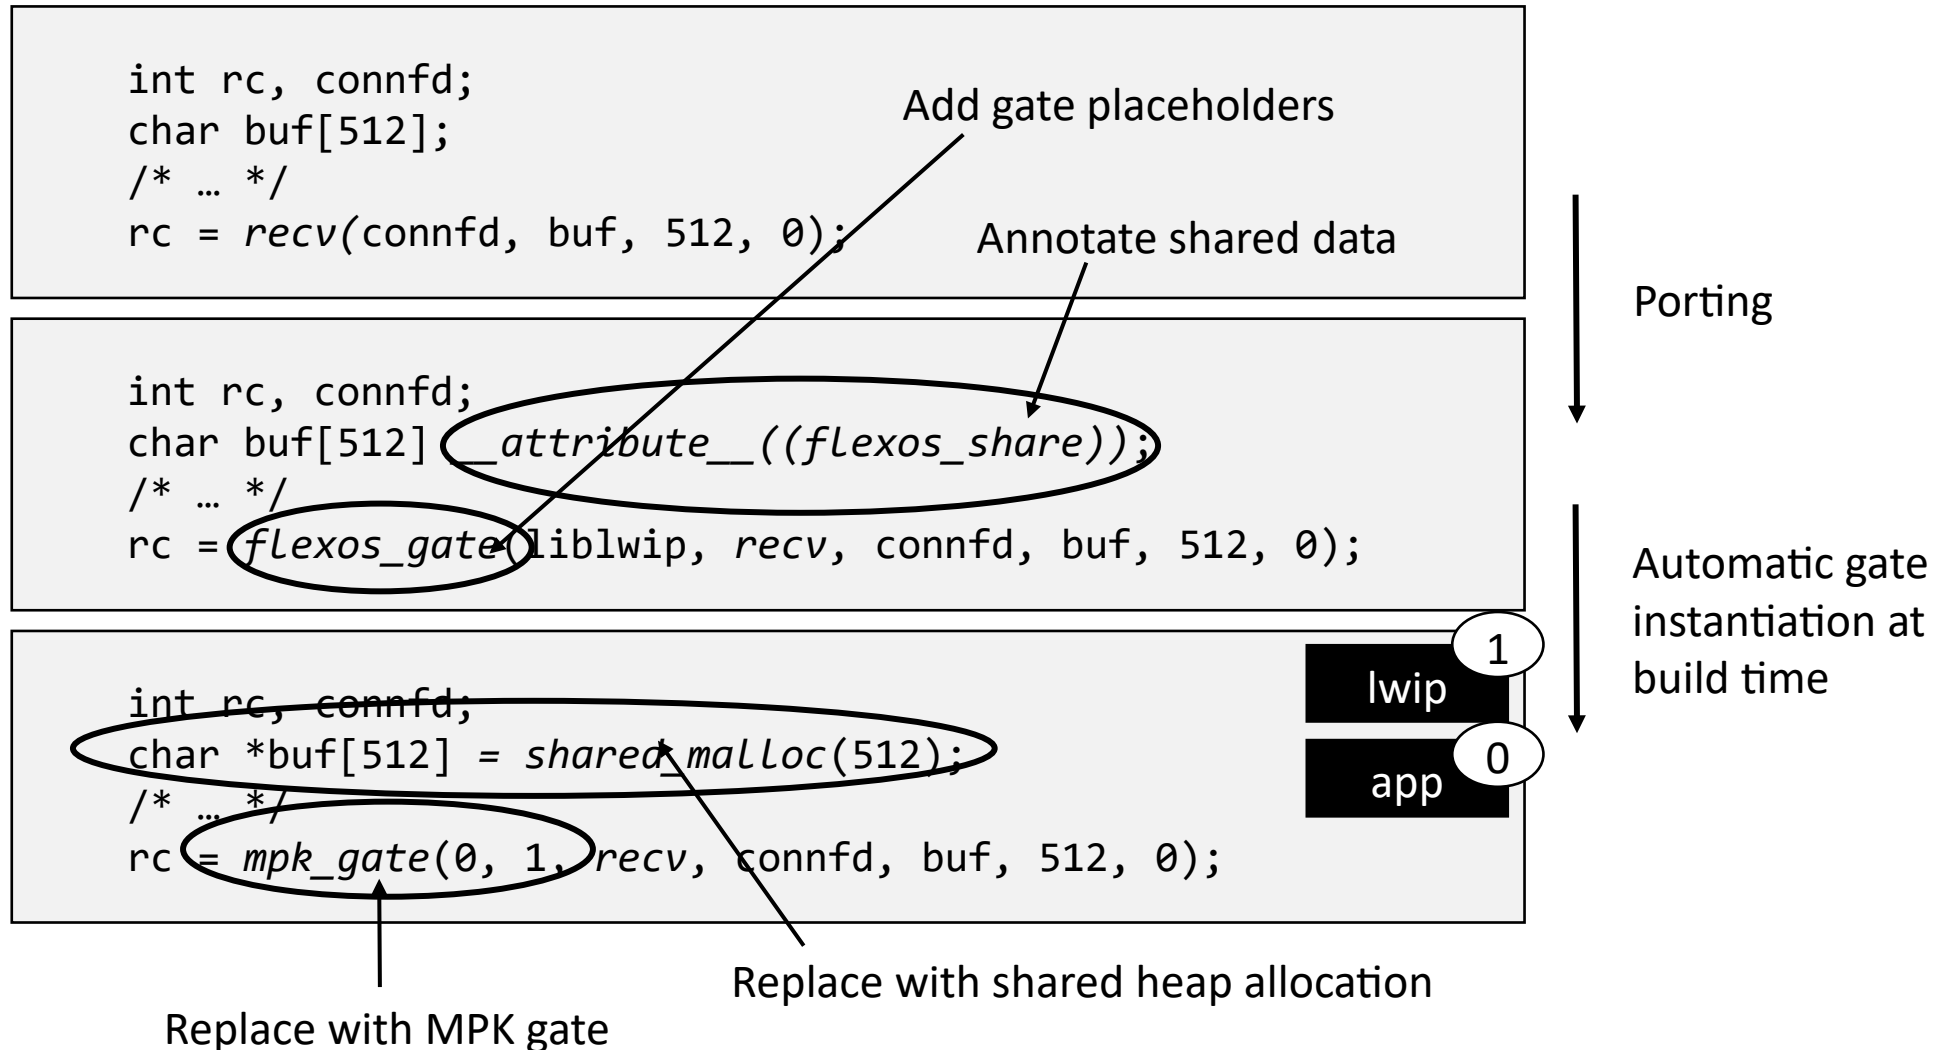 int rc, connfd;
char buf[512];
/* … */
rc = recv(connfd, buf, 512, 0);
Add gate placeholders
Annotate shared data
Porting
int rc, connfd;
char buf[512] __attribute__((flexos_share));
/* … */
rc = flexos_gate(liblwip, recv, connfd, buf, 512, 0);
Automatic gate
instantiation at
build time
int rc, connfd;
char *buf[512] = shared_malloc(512);
/* … */
rc = mpk_gate(0, 1, recv, connfd, buf, 512, 0);
1
lwip
0
app
Replace with shared heap allocation
Replace with MPK gate